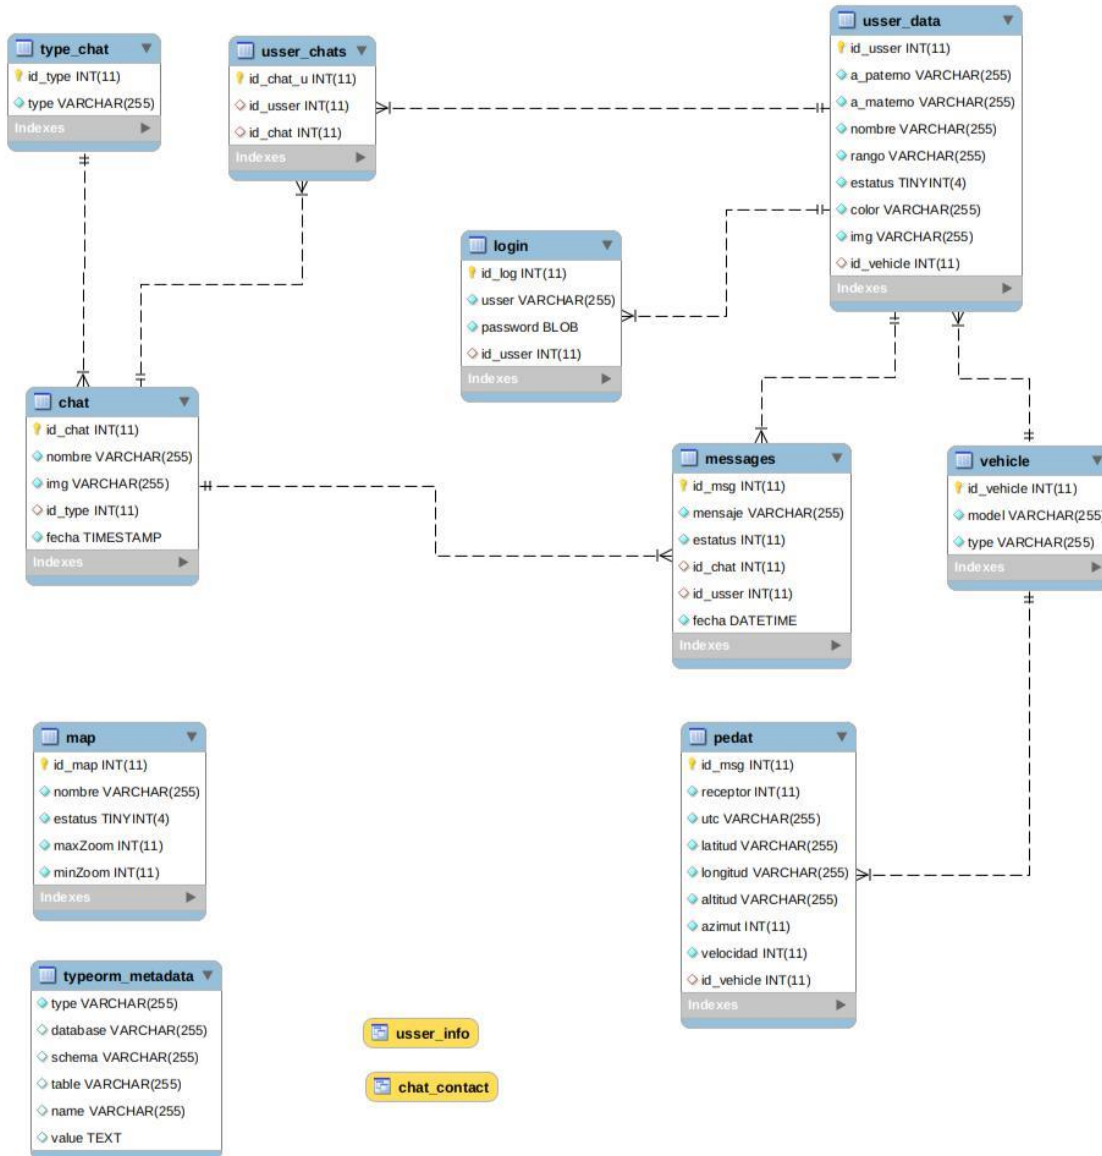 type_chat
id_type INT(11)
type VARCHAR(255)
Indexes
usser_chats
id_chat_u INT(11)
id_usser INT(11)
id_chat INT(11)
Indexes
usser_data
id_usser INT(11)
a_paterno VARCHAR(255)
a_materno VARCHAR(255)
nombre VARCHAR(255)
rango VARCHAR(255)
estatus TINYINT(4)
color VARCHAR(255)
img VARCHAR(255)
id_vehicle INT(11)
Indexes
login
id_log INT(11)
usser VARCHAR(255)
password BLOB
id_usser INT(11)
Indexes
chat
id_chat INT(11)
nombre VARCHAR(255)
img VARCHAR(255)
id_type INT(11)
fecha TIMESTAMP
Indexes
messages
id_msg INT(11)
mensaje VARCHAR(255)
estatus INT(11)
id_chat INT(11)
id_usser INT(11)
fecha DATETIME
Indexes
vehicle
id_vehicle INT(11)
model VARCHAR(255)
type VARCHAR(255)
Indexes
map
id_map INT(11)
nombre VARCHAR(255)
estatus TINYINT(4)
maxZoom INT(11)
minZoom INT(11)
Indexes
pedat
id_msg INT(11)
receptor INT(11)
utc VARCHAR(255)
latitud VARCHAR(255)
longitud VARCHAR(255)
altitud VARCHAR(255)
azimut INT(11)
velocidad INT(11)
id_vehicle INT(11)
Indexes
typeorm_metadata
type VARCHAR(255)
database VARCHAR(255)
schema VARCHAR(255)
table VARCHAR(255)
name VARCHAR(255)
value TEXT
usser_info
chat_contact